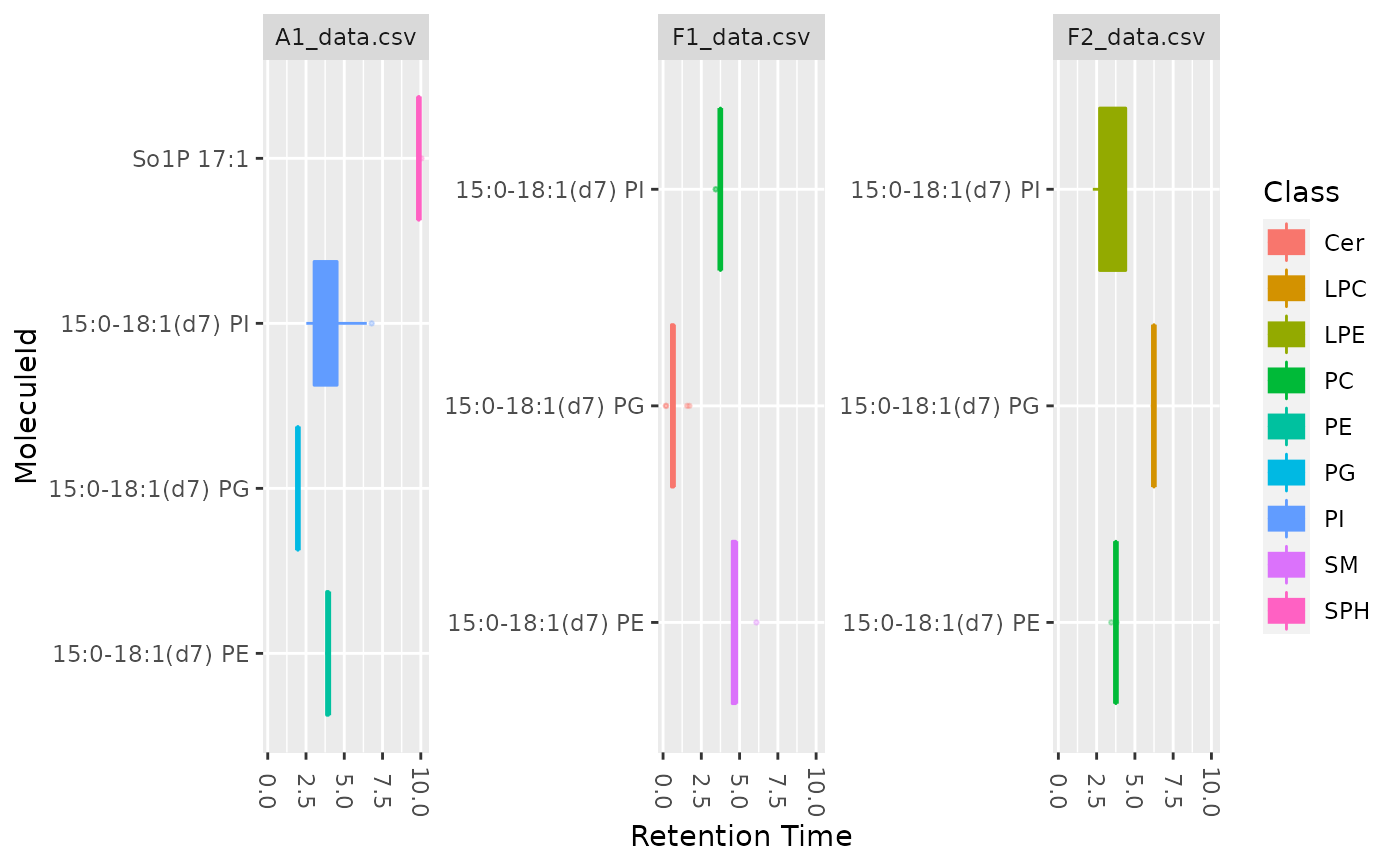 A1_data.csv
F1_data.csv
F2_data.csv
MoleculeId
So1P 17:1
15:0-18:1(d7) PI
15:0-18:1(d7) PG
15:0-18:1(d7) PE
15:0-18:1(d7) PI
15:0-18:1(d7) PG
15:0-18:1(d7) PE
15:0-18:1(d7) PI
15:0-18:1(d7) PG
15:0-18:1(d7) PE
0.0
2.5
5.0
7.5
10.0
0.0
2.5
5.0
7.5
10.0
0.0
2.5
5.0
7.5
10.0
Retention Time
Class
Cer
LPC
LPE
PC
PE
PG
PI
SM
SPH